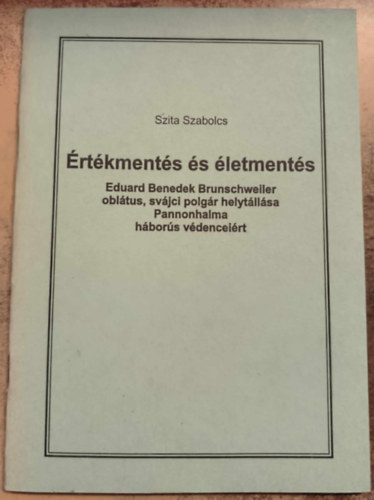 Szita Szabolcs
Értékmentés és életmentés
Eduard Benedek Brunschweiler
oblátus, svájci polgár helytállása
Pannonhalma
háborús védenceiért